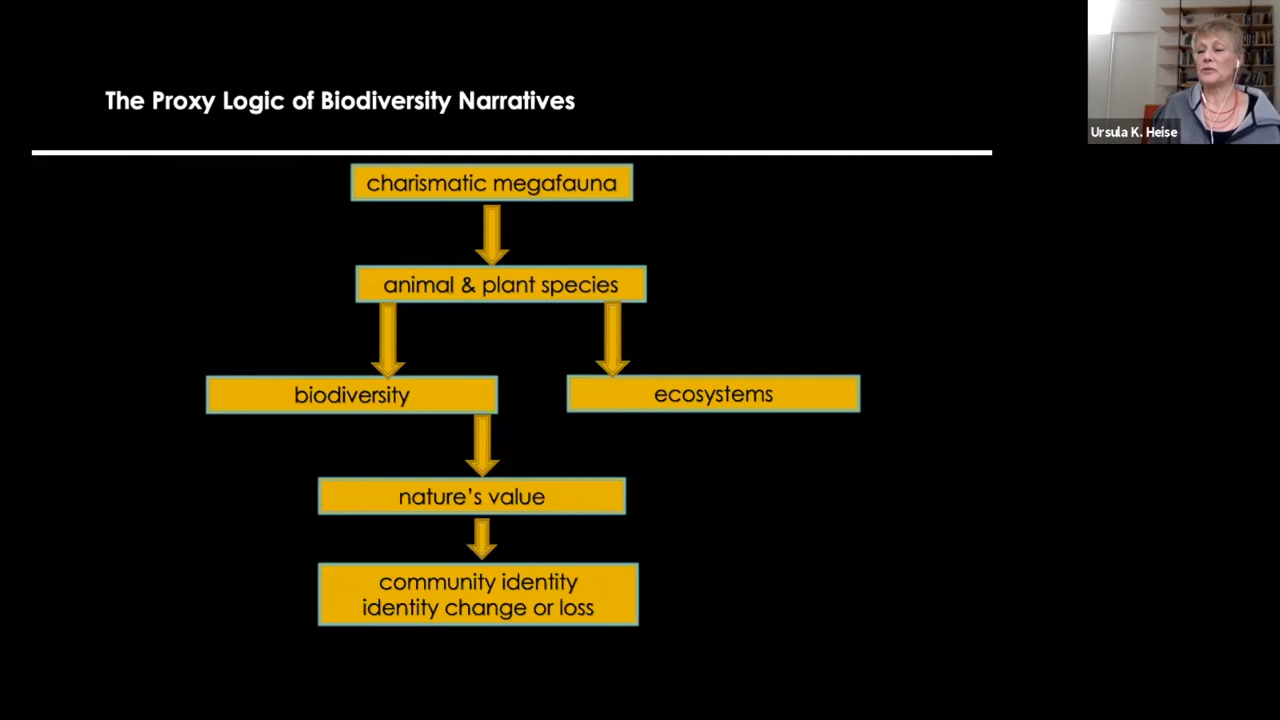 The Proxy Logic of Biodiversity Narratives
Ursula K. Heise
charismatic megafauna
animal & plant species
biodiversity
ecosystems
nature's value
community identity
identity change or loss